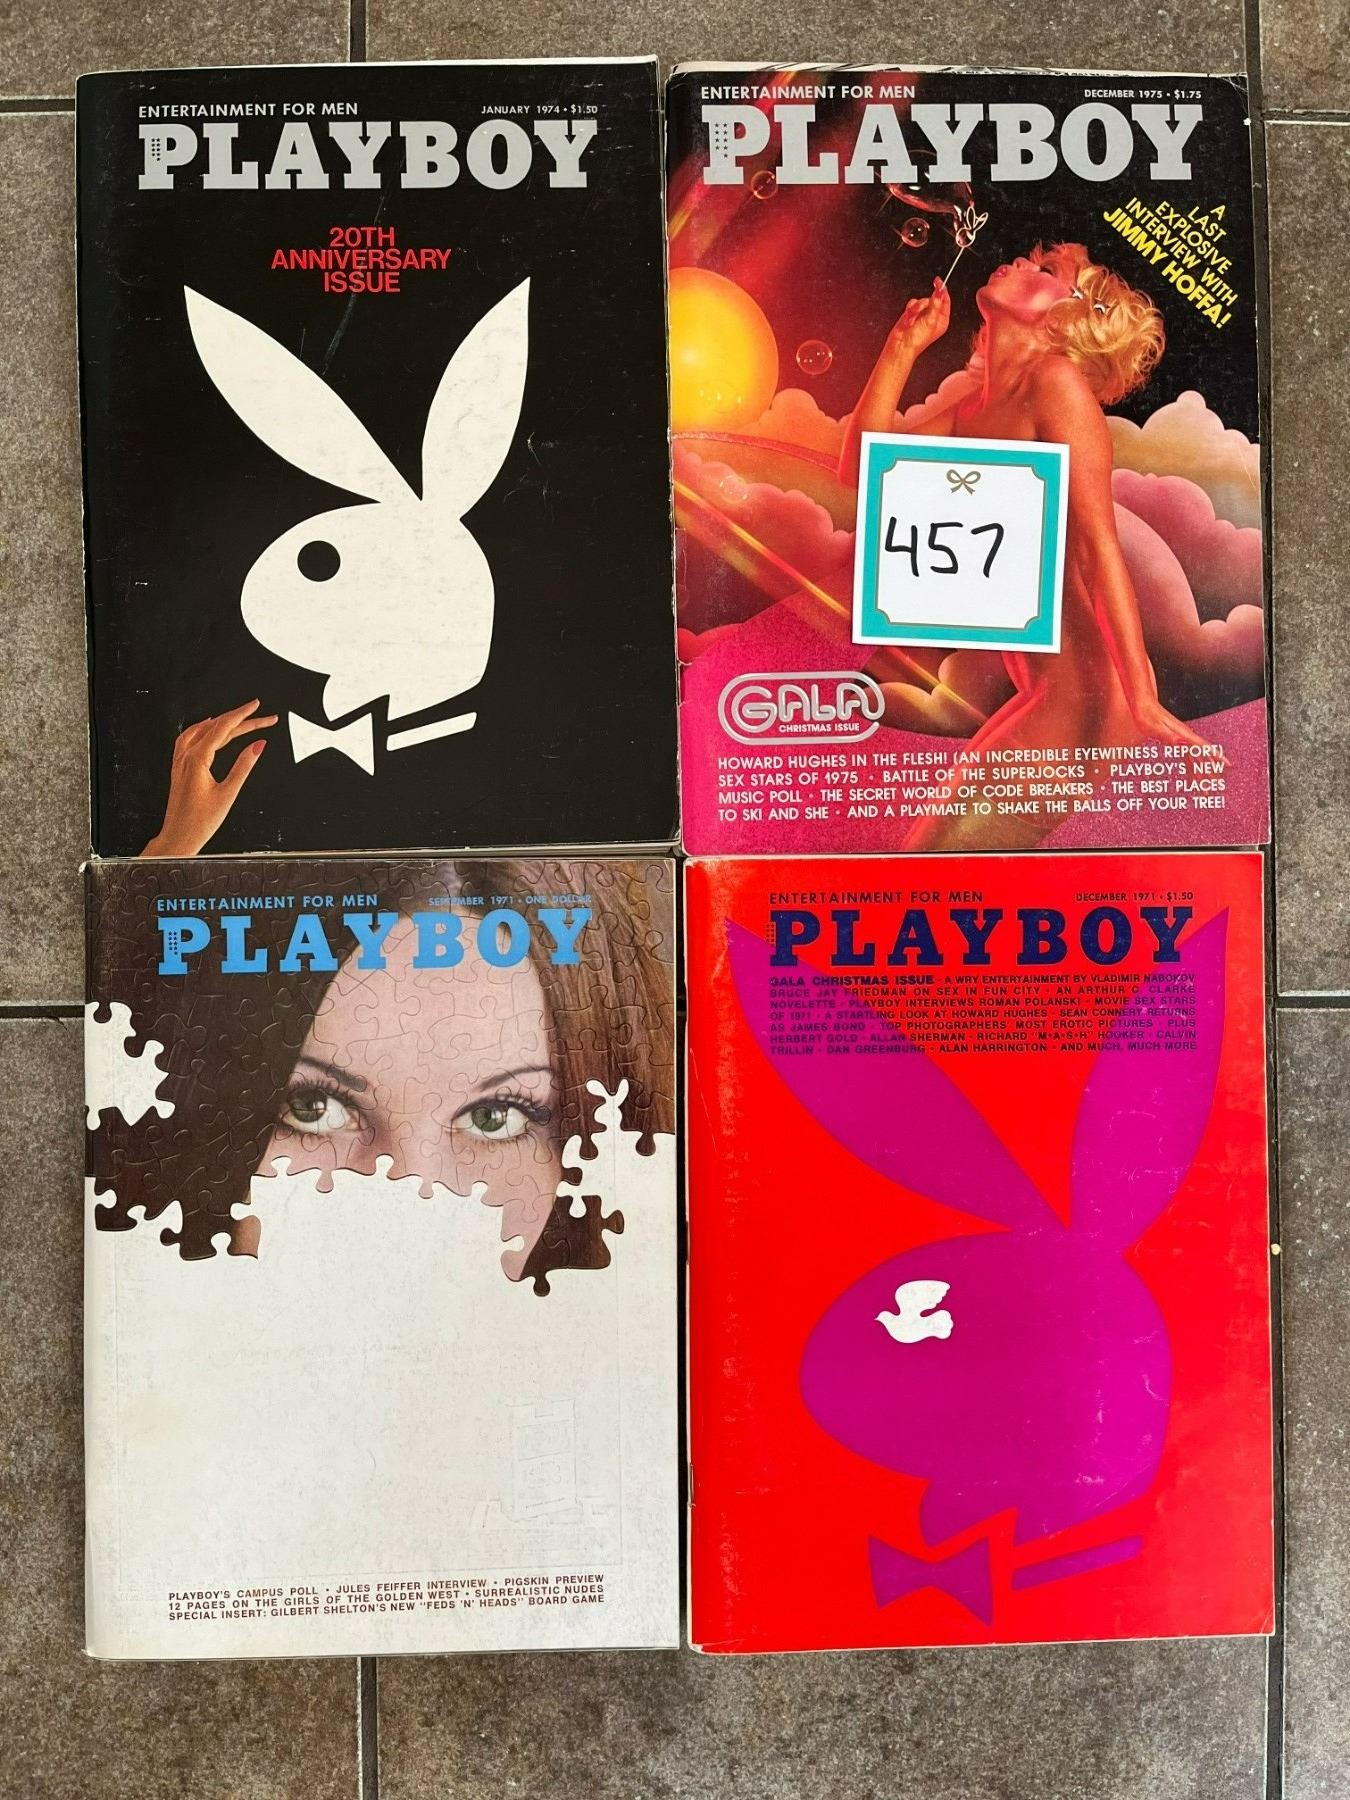 ENTERTAINMENT FOR MEN
JANUARY 1974 • $1.50
PLAYBOY
20TH
ANNIVERSARY
ISSUE
ENTERTAINMENT FOR MEN
DECEMBER 1975 • $1.75
PLAYBOY
A
LAST
EXPLOSIVE
INTERVIEW WITH
JIMMY HOFFA!
457
GALA
CHRISTMAS ISSUE
HOWARD HUGHES IN THE FLESH! (AN INCREDIBLE EYEWITNESS REPORT)
SEX STARS OF 1975 • BATTLE OF THE SUPERJOCKS • PLAYBOY'S NEW
MUSIC POLL • THE SECRET WORLD OF CODE BREAKERS • THE BEST PLACES
TO SKI AND SHE • AND A PLAYMATE TO SHAKE THE BALLS OFF YOUR TREE!
ENTERTAINMENT FOR MEN
SEPTEMBER 1971 • ONE DOLLAR
PLAYBOY
PLAYBOY'S CAMPUS POLL • JULES FEIFFER INTERVIEW • PIGSKIN PREVIEW
12 PAGES ON THE GIRLS OF THE GOLDEN WEST • SURREALISTIC NUDES
SPECIAL INSERT: GILBERT SHELTON'S NEW "FEDS 'N' HEADS" BOARD GAME
ENTERTAINMENT FOR MEN
DECEMBER 1971 • $1.50
PLAYBOY
GALA CHRISTMAS ISSUE • A WRY ENTERTAINMENT BY VLADIMIR NABOKOV
BRUCE JAY FRIEDMAN ON SEX IN FUN CITY • AN ARTHUR C. CLARKE
NOVELETTE • PLAYBOY INTERVIEWS ROMAN POLANSKI • MOVIE SEX STARS
OF 1971 • A STARTLING LOOK AT HOWARD HUGHES • SEAN CONNERY RETURNS
AS JAMES BOND • TOP PHOTOGRAPHERS' MOST EROTIC PICTURES • PLUS
HERBERT GOLD • ALLAN SHERMAN • RICHARD "M*A*S*H" HOOKER • CALVIN
TRILLIN • DAN GREENBURG • ALAN HARRINGTON • AND MUCH, MUCH MORE